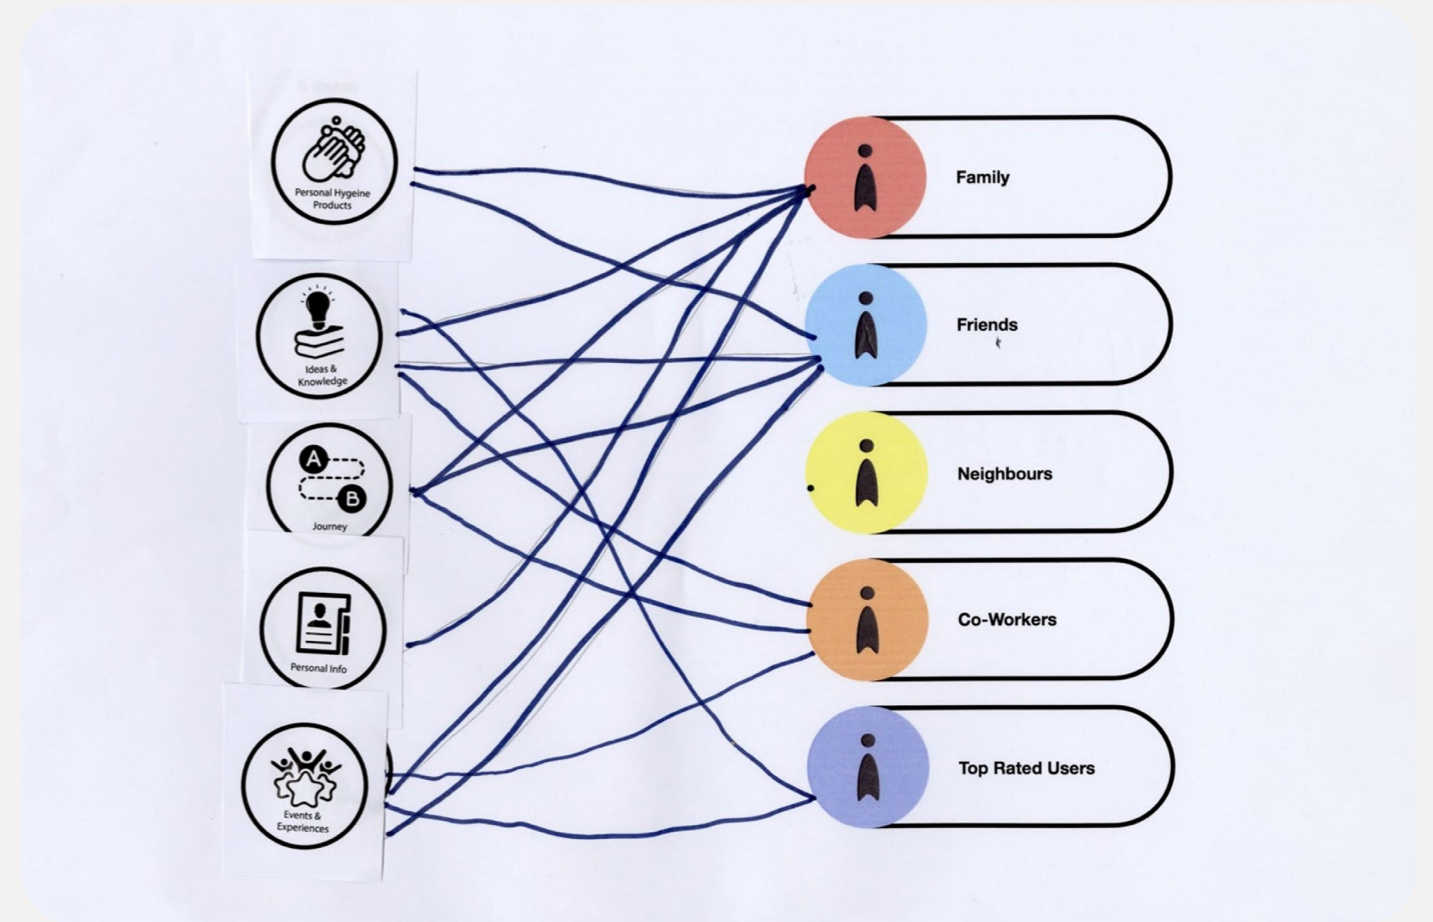 Personal Hygeine
Products
Ideas &
Knowledge
A
B
Journey
Personal Info
Events &
Experiences
Family
Friends
Neighbours
Co-Workers
Top Rated Users